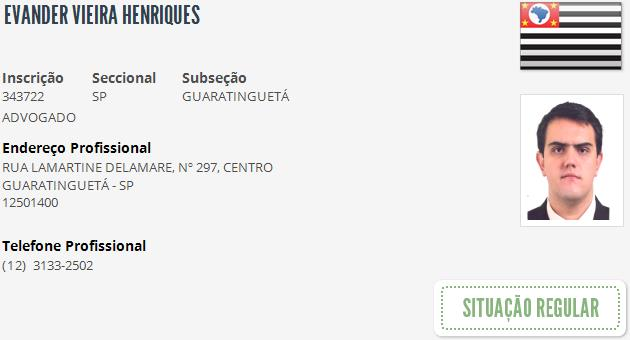 EVANDER VIEIRA HENRIQUES
Inscrição Seccional Subseção
343722 SP GUARATINGUETÁ
ADVOGADO
Endereço Profissional
RUA LAMARTINE DELAMARE, Nº 297, CENTRO
GUARATINGUETÁ - SP
12501400
Telefone Profissional
(12) 3133-2502
SITUAÇÃO REGULAR